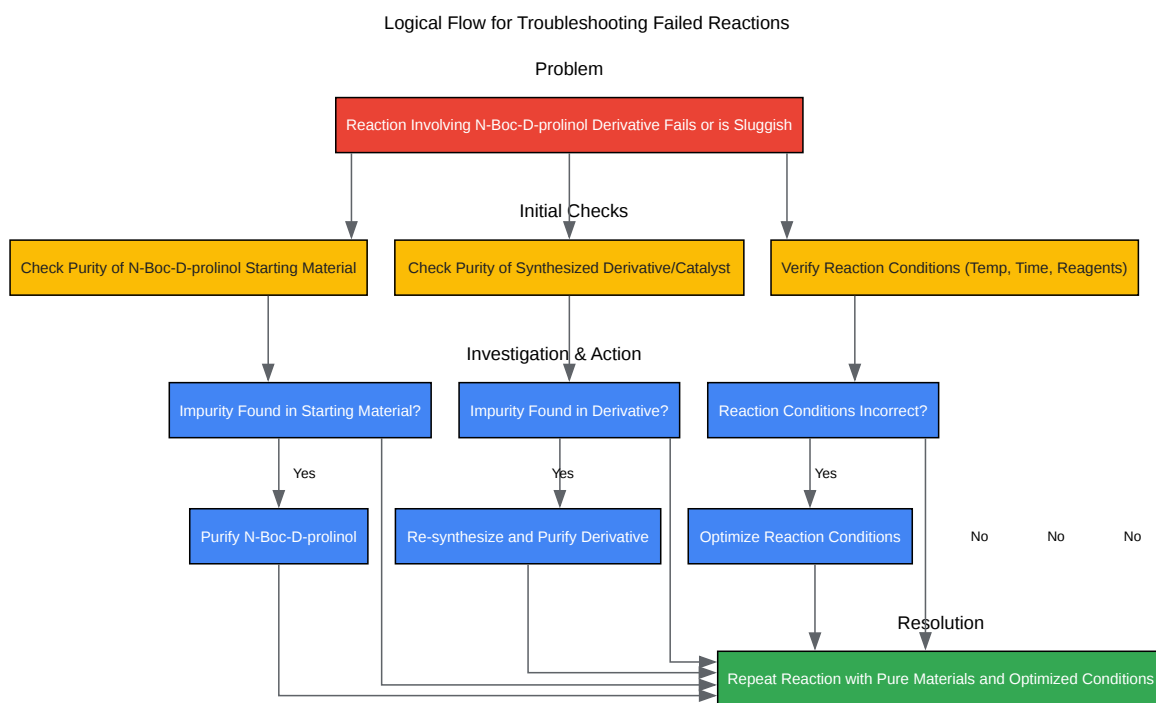 Logical Flow for Troubleshooting Failed Reactions
Problem
Reaction Involving N-Boc-D-prolinol Derivative Fails or is Sluggish
Initial Checks
Check Purity of N-Boc-D-prolinol Starting Material
Check Purity of Synthesized Derivative/Catalyst
Verify Reaction Conditions (Temp, Time, Reagents)
Investigation & Action
Impurity Found in Starting Material?
Impurity Found in Derivative?
Reaction Conditions Incorrect?
Yes
Yes
Yes
Purify N-Boc-D-prolinol
Re-synthesize and Purify Derivative
Optimize Reaction Conditions
No
No
No
Resolution
Repeat Reaction with Pure Materials and Optimized Conditions